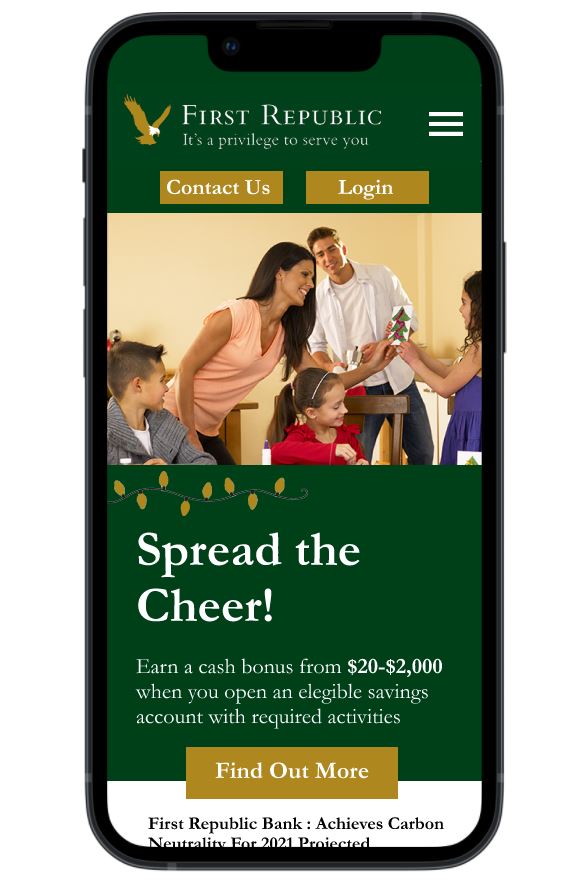 FIRST REPUBLIC
It's a privilege to serve you
Contact Us
Login
Spread the
Cheer!
Earn a cash bonus from $20-$2,000
when you open an elegible savings
account with required activities
Find Out More
First Republic Bank : Achieves Carbon
Neutrality For 2021 Projected